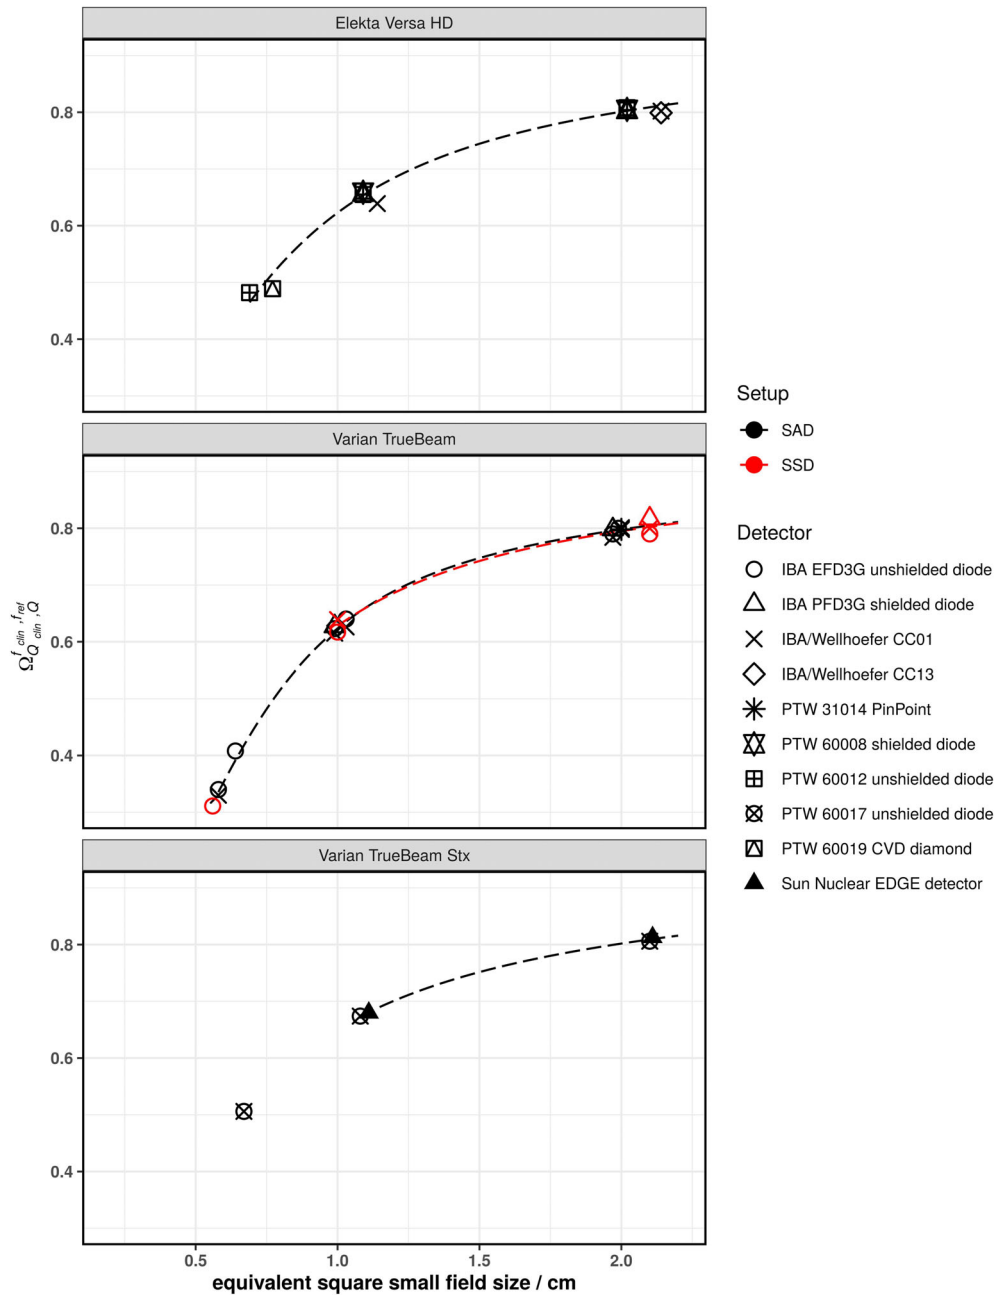 Elekta Versa HD
0.8
0.6
0.4
Varian TrueBeam
0.8
0.6
0.4
Varian TrueBeam Stx
0.8
0.6
0.4
0.5 1.0 1.5 2.0
equivalent square small field size / cm
Ω f clin , f ref Q clin , Q
Setup
SAD
SSD
Detector
IBA EFD3G unshielded diode
IBA PFD3G shielded diode
IBA/Wellhoefer CC01
IBA/Wellhoefer CC13
PTW 31014 PinPoint
PTW 60008 shielded diode
PTW 60012 unshielded diode
PTW 60017 unshielded diode
PTW 60019 CVD diamond
Sun Nuclear EDGE detector